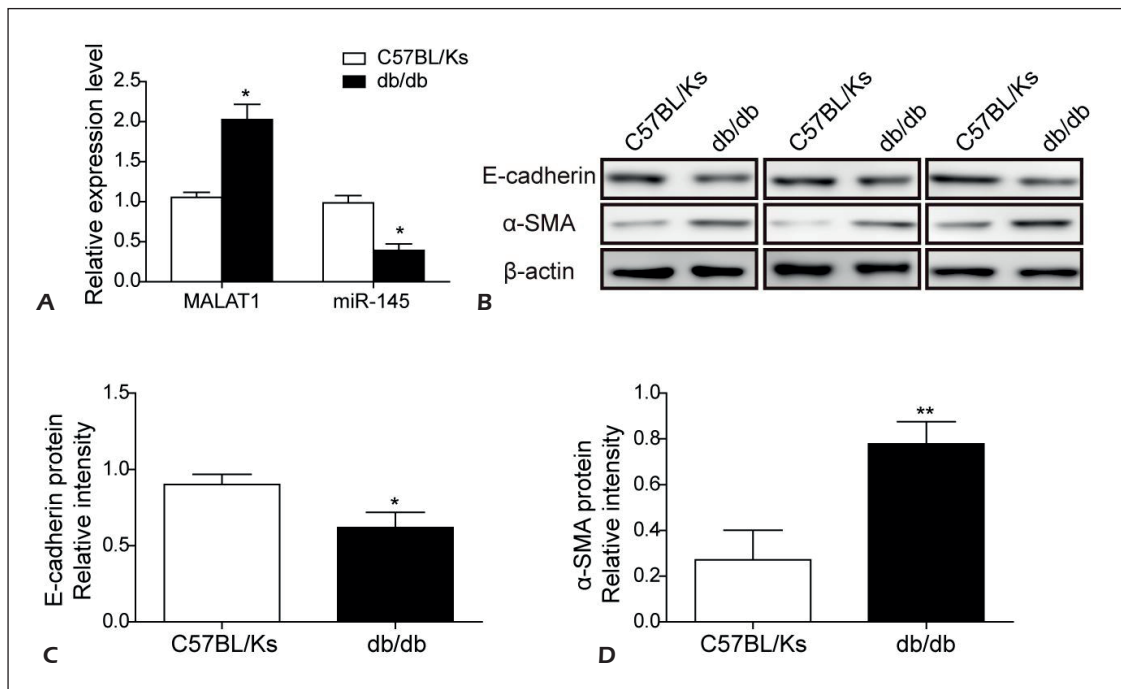 C57BL/Ks
db/db
Relative expression level
2.5
2.0
1.5
1.0
0.5
0.0
*
*
MALAT1
miR-145
A
C57BL/Ks
db/db
C57BL/Ks
db/db
C57BL/Ks
db/db
E-cadherin
α-SMA
β-actin
B
E-cadherin protein
Relative intensity
1.5
1.0
0.5
0.0
*
C57BL/Ks
db/db
C
α-SMA protein
Relative intensity
1.0
0.8
0.6
0.4
0.2
0.0
**
C57BL/Ks
db/db
D